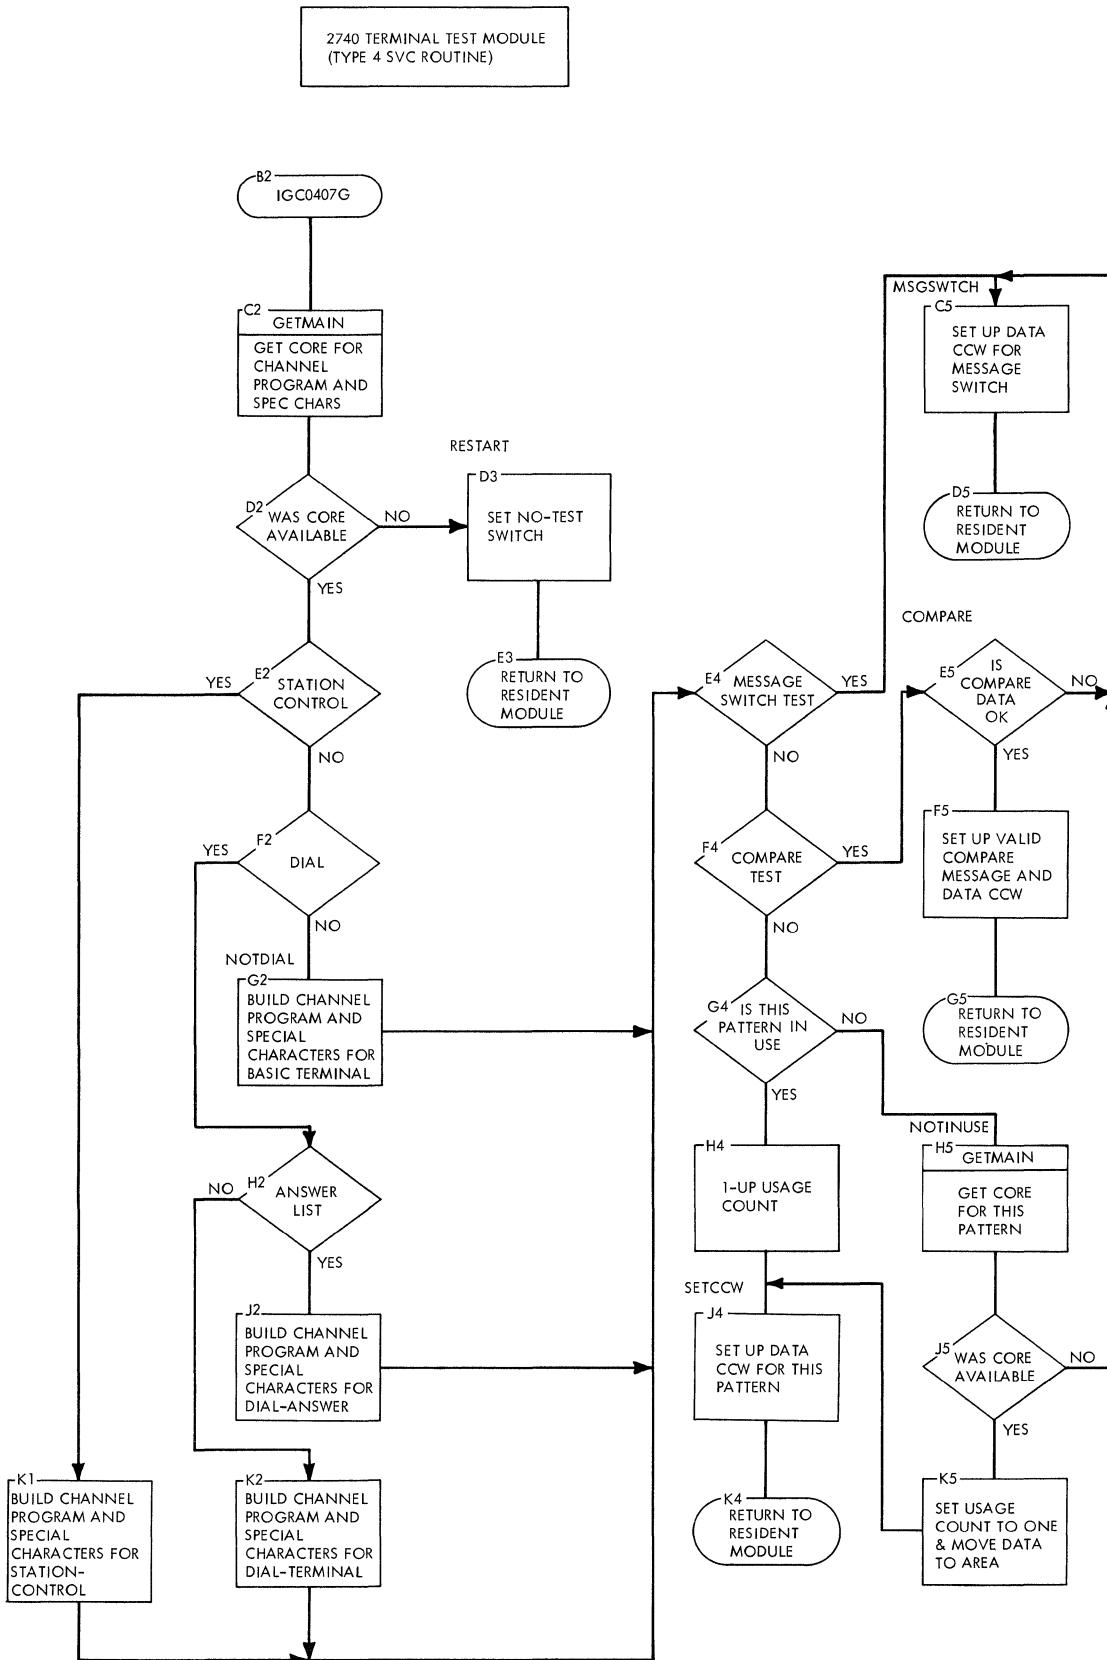 2740 TERMINAL TEST MODULE
(TYPE 4 SVC ROUTINE)
B2
IGC0407G
C2
GETMAIN
GET CORE FOR
CHANNEL
PROGRAM AND
SPEC CHARS
D2
WAS CORE
AVAILABLE
NO
YES
RESTART
D3
SET NO-TEST
SWITCH
E3
RETURN TO
RESIDENT
MODULE
E2
STATION
CONTROL
YES
NO
F2
DIAL
YES
NO
NOTDIAL
G2
BUILD CHANNEL
PROGRAM AND
SPECIAL
CHARACTERS FOR
BASIC TERMINAL
H2
ANSWER
LIST
NO
YES
J2
BUILD CHANNEL
PROGRAM AND
SPECIAL
CHARACTERS FOR
DIAL-ANSWER
K1
BUILD CHANNEL
PROGRAM AND
SPECIAL
CHARACTERS FOR
STATION-
CONTROL
K2
BUILD CHANNEL
PROGRAM AND
SPECIAL
CHARACTERS FOR
DIAL-TERMINAL
E4
MESSAGE
SWITCH TEST
YES
NO
F4
COMPARE
TEST
YES
NO
G4
IS THIS
PATTERN IN
USE
NO
YES
H4
1-UP USAGE
COUNT
SETCCW
J4
SET UP DATA
CCW FOR THIS
PATTERN
K4
RETURN TO
RESIDENT
MODULE
MSGSWTCH
C5
SET UP DATA
CCW FOR
MESSAGE
SWITCH
D5
RETURN TO
RESIDENT
MODULE
COMPARE
E5
IS
COMPARE
DATA
OK
NO
YES
F5
SET UP VALID
COMPARE
MESSAGE AND
DATA CCW
G5
RETURN TO
RESIDENT
MODULE
NOTINUSE
H5
GETMAIN
GET CORE
FOR THIS
PATTERN
J5
WAS CORE
AVAILABLE
NO
YES
K5
SET USAGE
COUNT TO ONE
& MOVE DATA
TO AREA